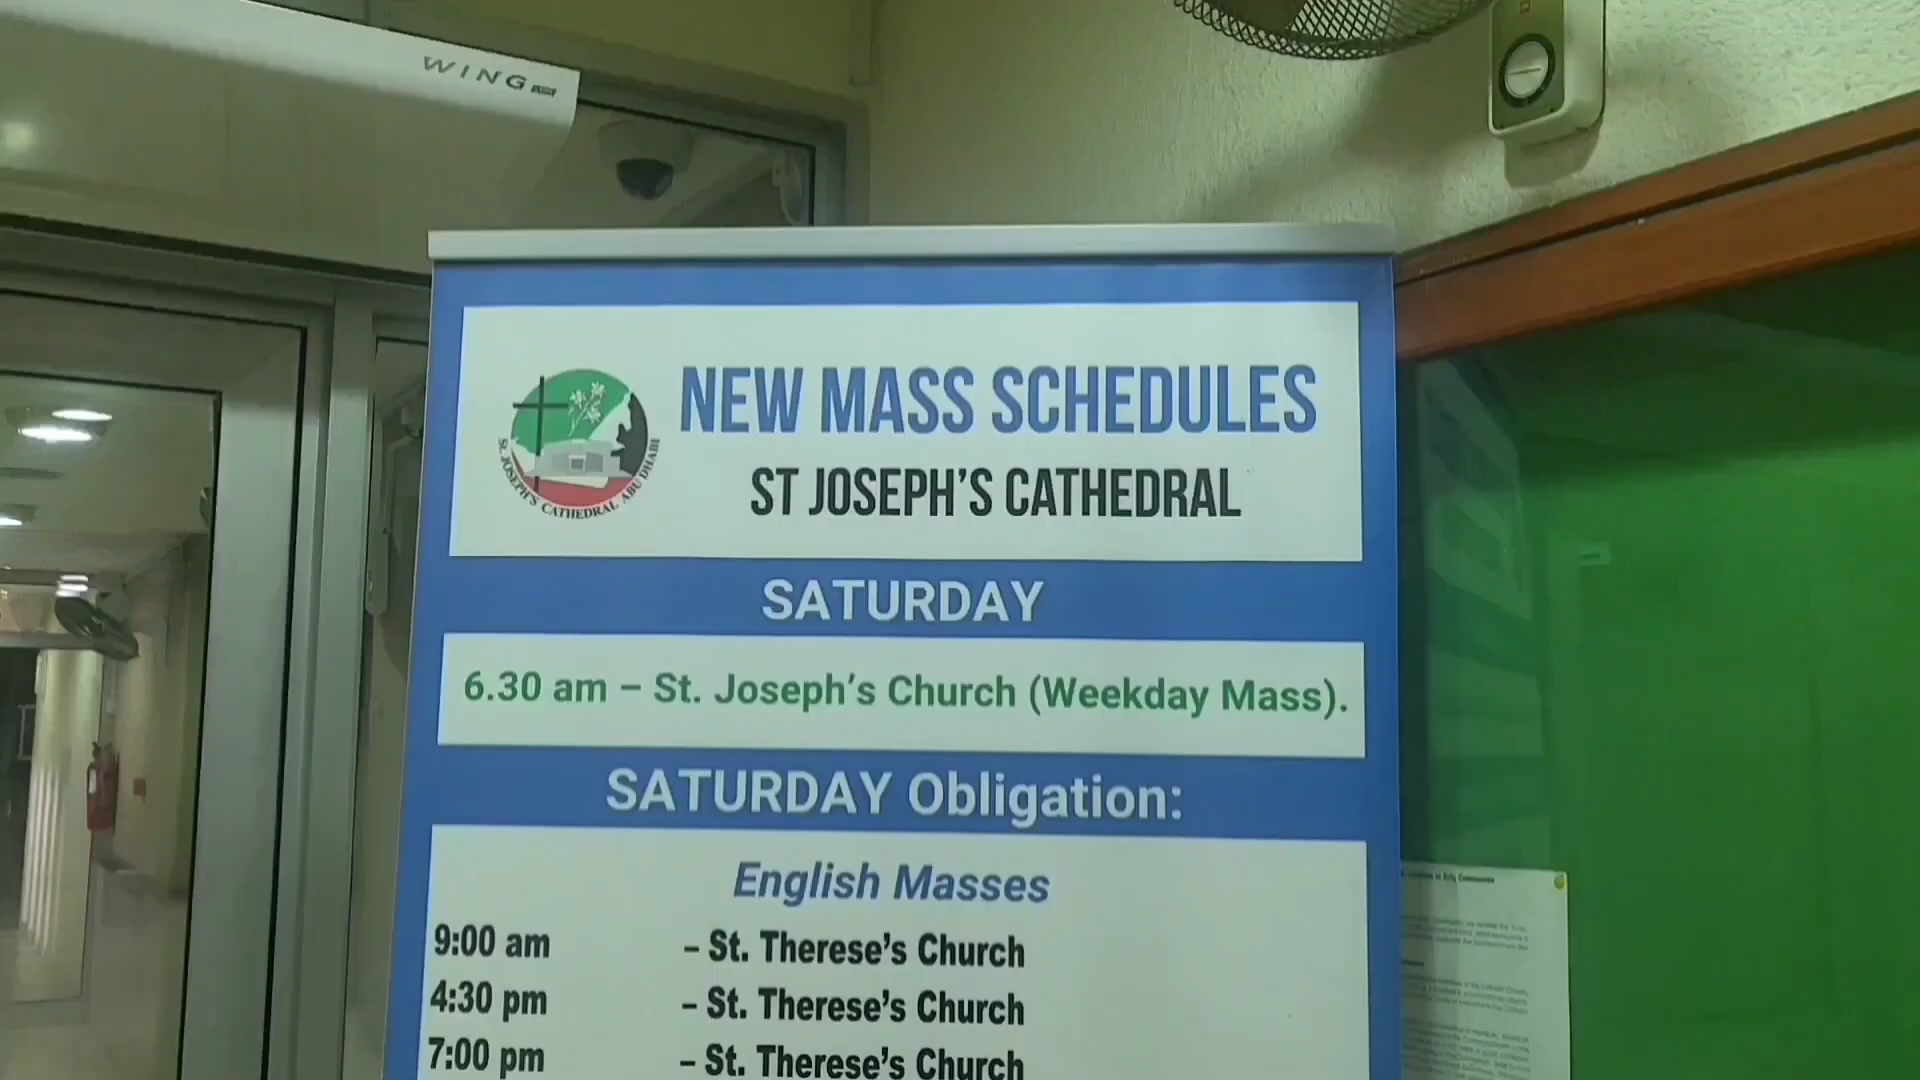 WING
NEW MASS SCHEDULES
ST JOSEPH'S CATHEDRAL
ST. JOSEPH'S CATHEDRAL ABU DHABI
SATURDAY
6.30 am – St. Joseph's Church (Weekday Mass).
SATURDAY Obligation:
English Masses
9:00 am – St. Therese's Church
4:30 pm – St. Therese's Church
7:00 pm – St. Therese's Church